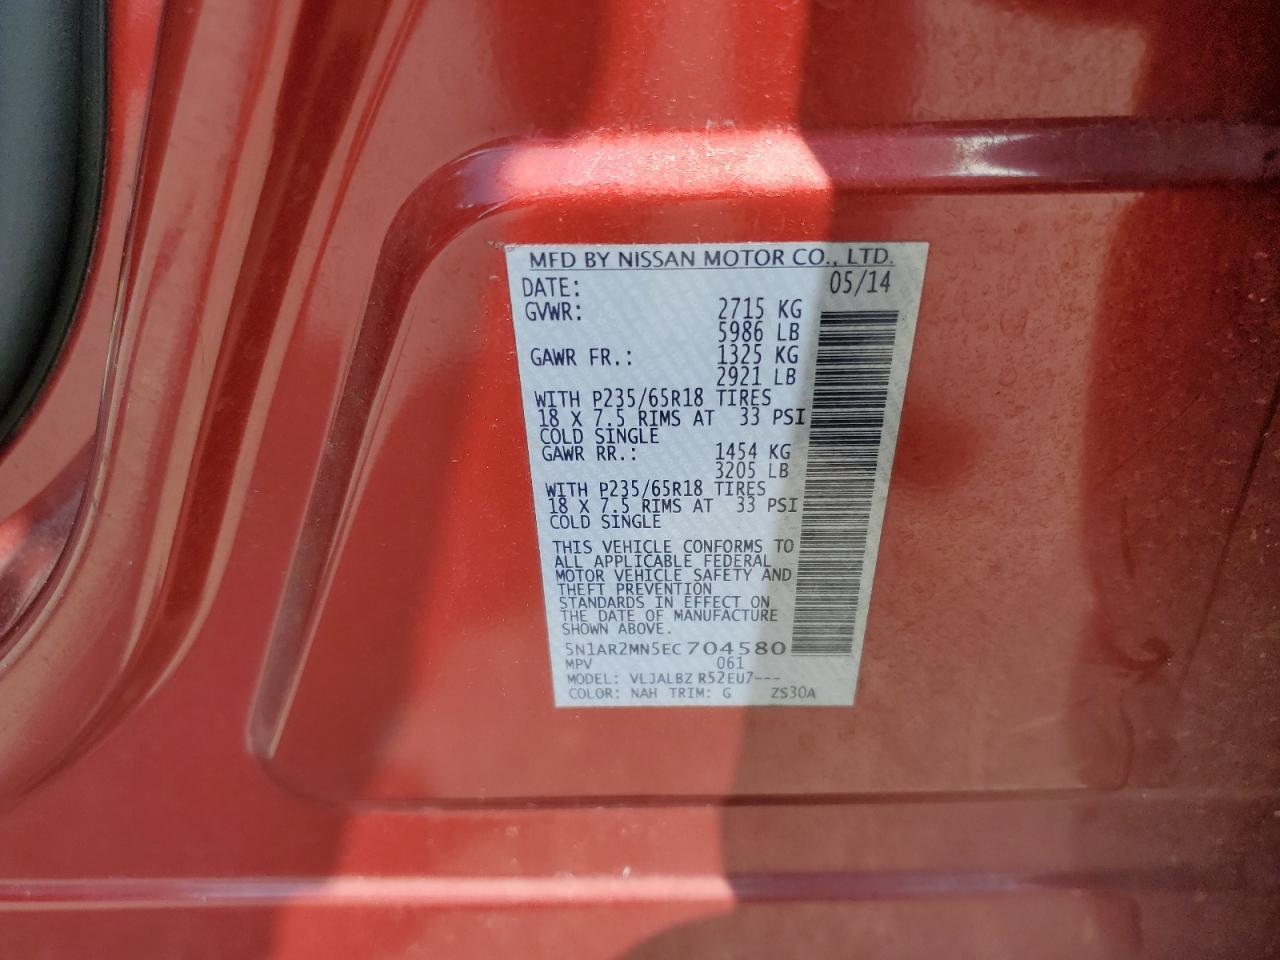 MFD BY NISSAN MOTOR CO., LTD.
DATE: 05/14
GVWR: 2715 KG
5986 LB
GAWR FR.: 1325 KG
2921 LB
WITH P235/65R18 TIRES
18 X 7.5 RIMS AT 33 PSI
COLD SINGLE
GAWR RR.: 1454 KG
3205 LB
WITH P235/65R18 TIRES
18 X 7.5 RIMS AT 33 PSI
COLD SINGLE
THIS VEHICLE CONFORMS TO
ALL APPLICABLE FEDERAL
MOTOR VEHICLE SAFETY AND
THEFT PREVENTION
STANDARDS IN EFFECT ON
THE DATE OF MANUFACTURE
SHOWN ABOVE.
5N1AR2MN5EC704580
MPV 061
MODEL: VLJALBZ R52EU7---
COLOR: NAH TRIM: G ZS30A